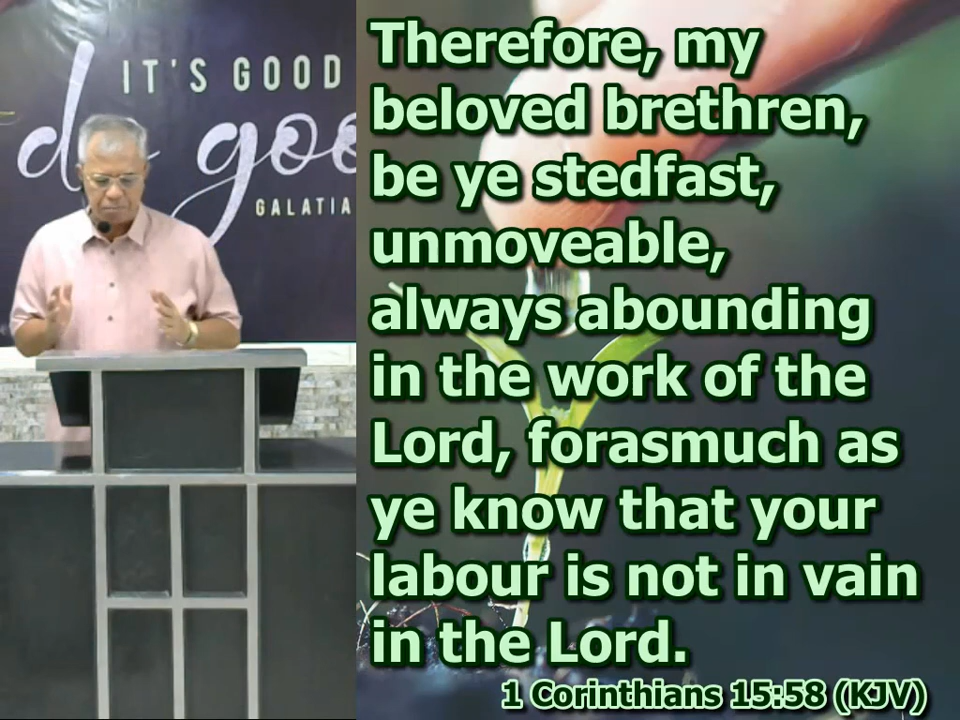 IT'S GOOD
do goo
GALATIA
Therefore, my
beloved brethren,
be ye stedfast,
unmoveable,
always abounding
in the work of the
Lord, forasmuch as
ye know that your
labour is not in vain
in the Lord.
1 Corinthians 15:58 (KJV)